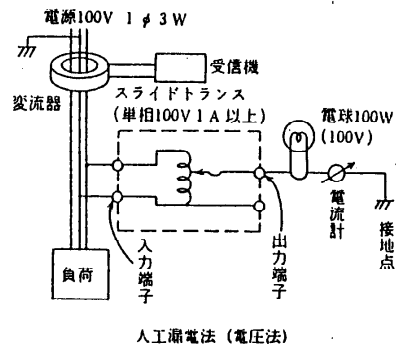 電源100V 1φ3W
受信機
変流器
スライドトランス
(単相100V1A以上)
電球100W
(100V)
電流計
接地点
入力端子
出力端子
負荷
人工漏電法(電圧法)